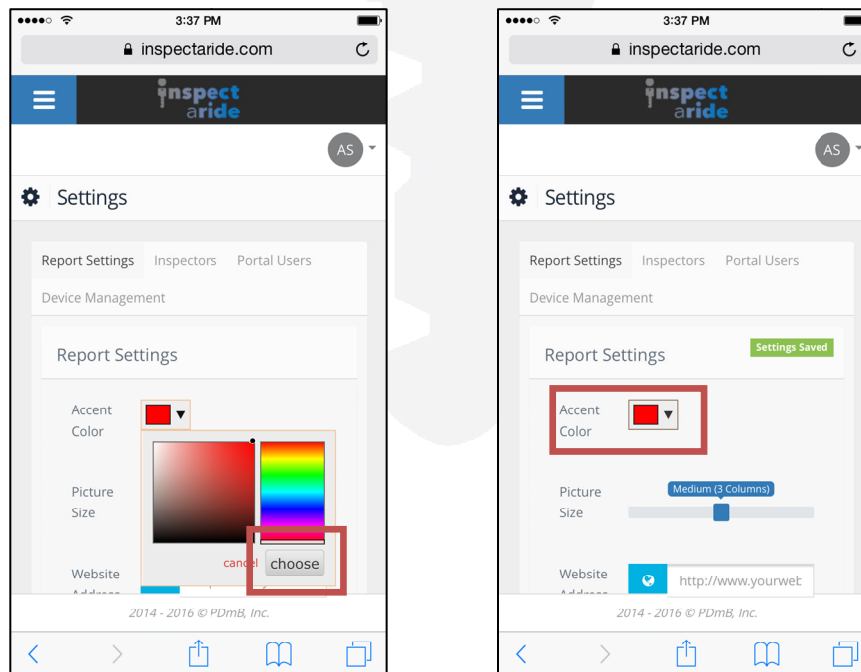 3:37 PM
inspectaride.com
inspect
aride
AS
Settings
Report Settings Inspectors Portal Users
Device Management
Report Settings
Accent
Color
Picture
Size
cancel choose
Website
Address
2014 - 2016 © PDmB, Inc.
3:37 PM
inspectaride.com
inspect
aride
AS
Settings
Report Settings Inspectors Portal Users
Device Management
Report Settings Settings Saved
Accent
Color
Picture
Size
Medium (3 Columns)
Website
Address
http://www.yourweb
2014 - 2016 © PDmB, Inc.